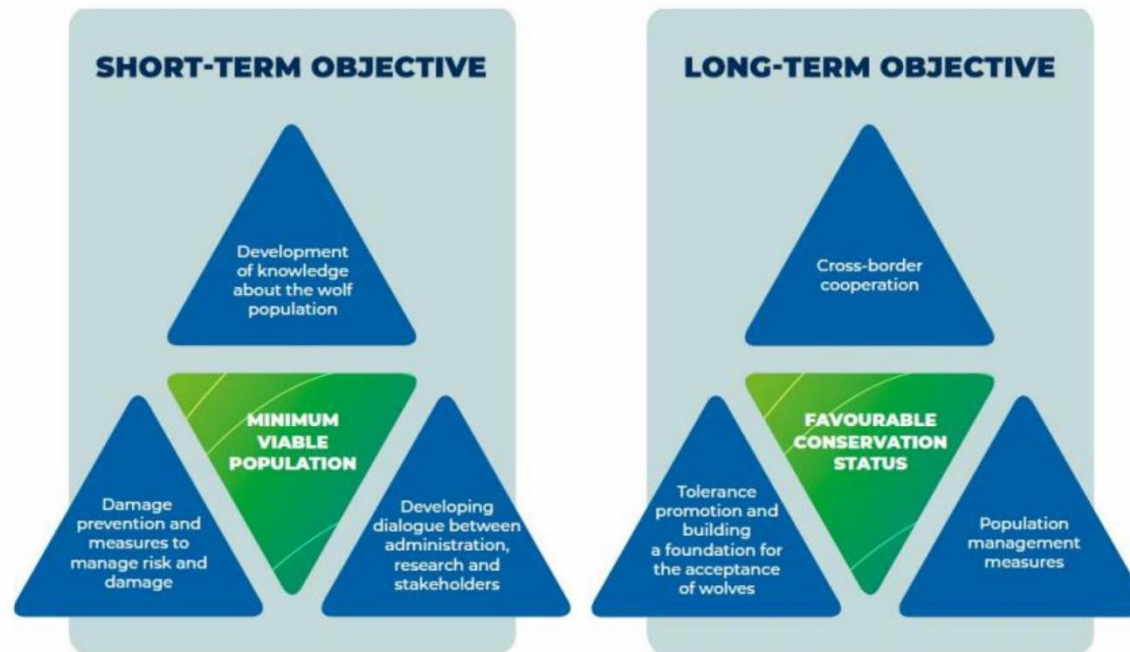 SHORT-TERM OBJECTIVE
Development
of knowledge
about the wolf
population
MINIMUM
VIABLE
POPULATION
Damage
prevention and
measures to
manage risk and
damage
Developing
dialogue between
administration,
research and
stakeholders
LONG-TERM OBJECTIVE
Cross-border
cooperation
FAVOURABLE
CONSERVATION
STATUS
Tolerance
promotion and
building
a foundation for
the acceptance
of wolves
Population
management
measures